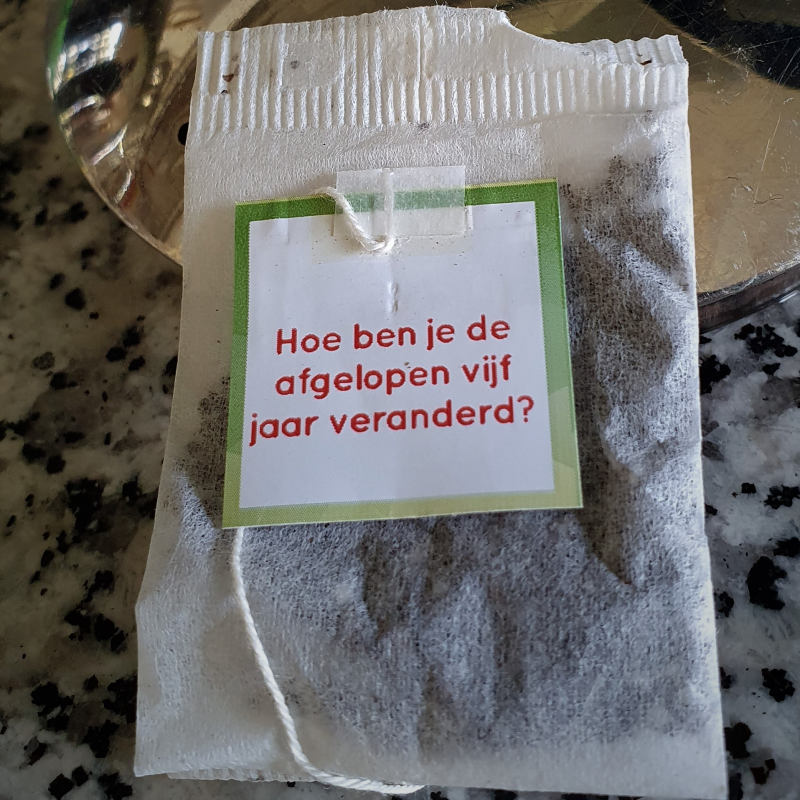 Hoe ben je de
afgelopen vijf
jaar veranderd?